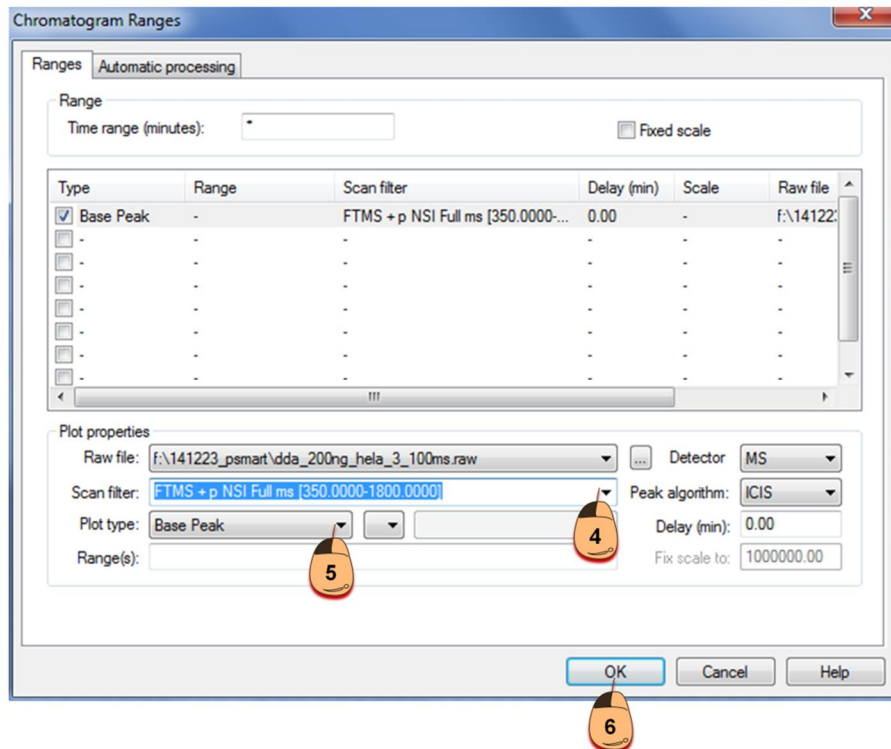 Chromatogram Ranges
x
Ranges Automatic processing
Range
Time range (minutes): * Fixed scale
Type Range Scan filter Delay (min) Scale Raw file
Base Peak - FTMS + p NSI Full ms [350.0000-... 0.00 - f:\141223
- - - - - -
- - - - - -
- - - - - -
- - - - - -
- - - - - -
- - - - - -
- - - - - -
Plot properties
Raw file: f:\141223_psmart\dda_200ng_hela_3_100ms.raw ... Detector MS
Scan filter: FTMS + p NSI Full ms [350.0000-1800.0000] Peak algorithm: ICIS
Plot type: Base Peak Delay (min): 0.00
4
Range(s): Fix scale to: 1000000.00
5
OK Cancel Help
6